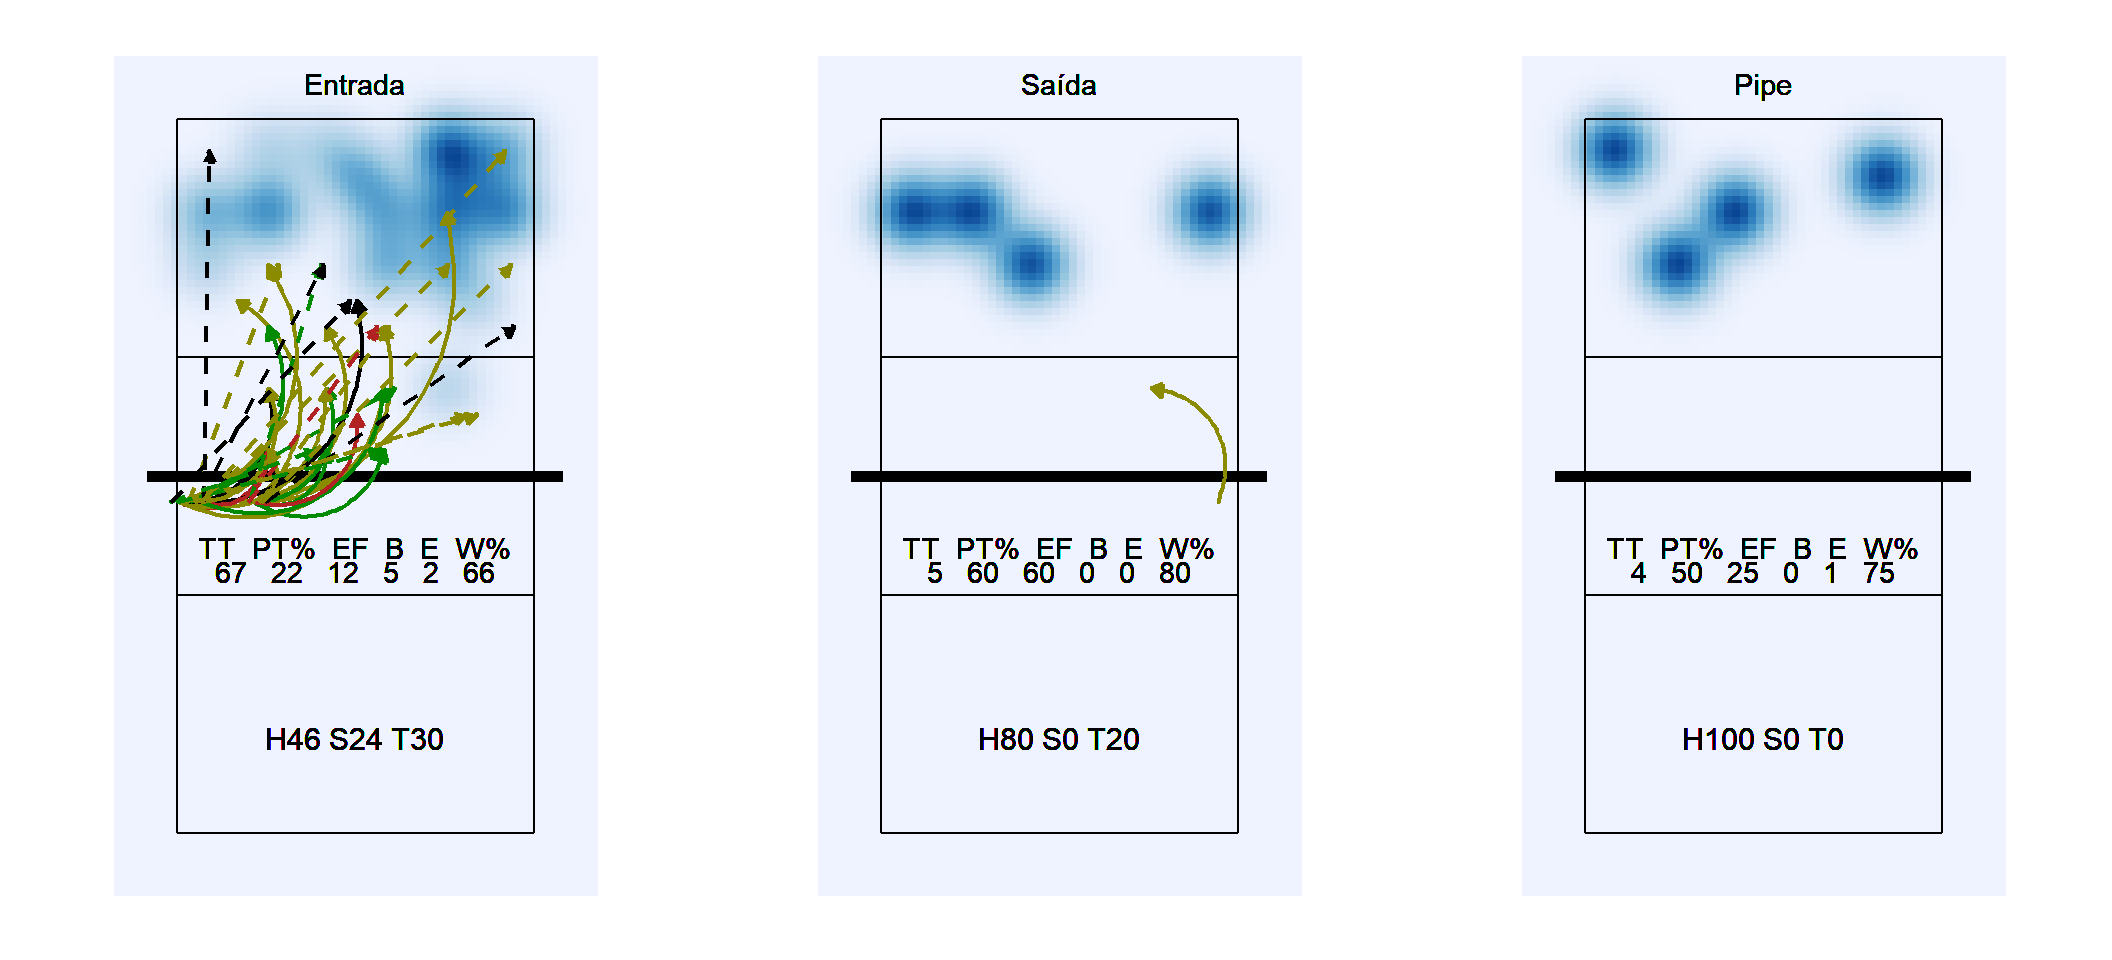 Entrada
TT PT% EF B E W%
67 22 12 5 2 66
H46 S24 T30
Saída
TT PT% EF B E W%
5 60 60 0 0 80
H80 S0 T20
Pipe
TT PT% EF B E W%
4 50 25 0 1 75
H100 S0 T0